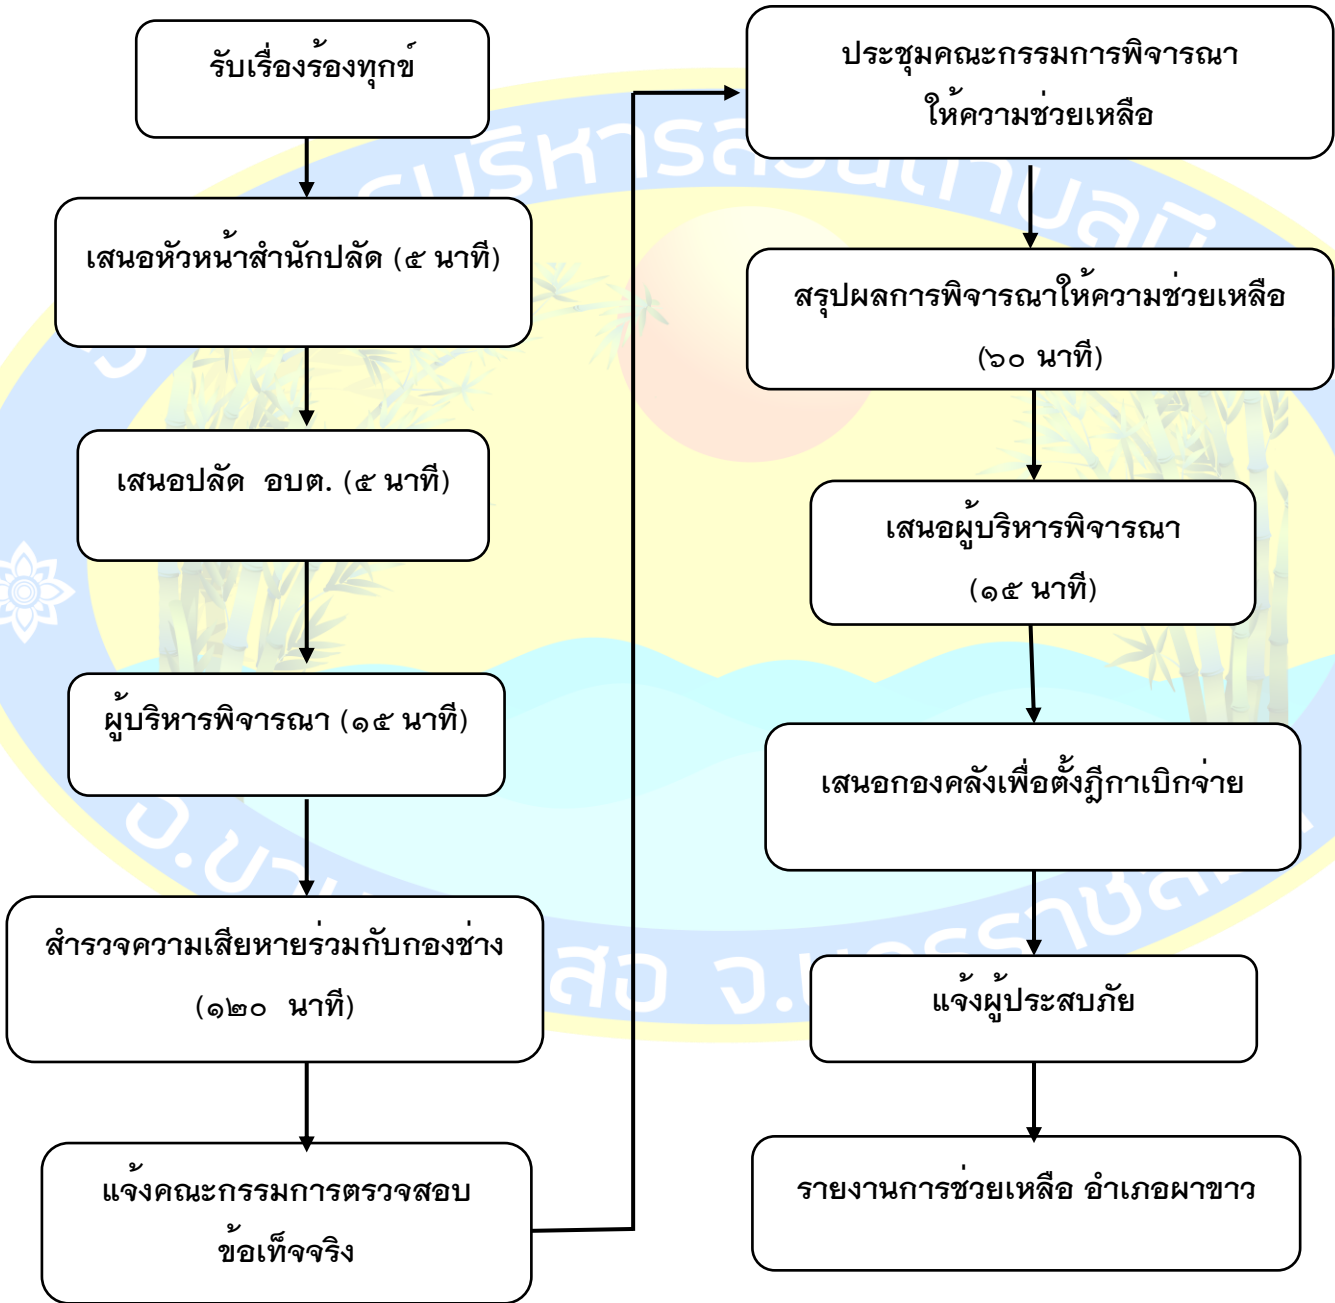 รับเรื่องร้องทุกข์
เสนอหัวหน้าสำนักปลัด (๕ นาที)
เสนอปลัด อบต. (๕ นาที)
ผู้บริหารพิจารณา (๑๕ นาที)
สำรวจความเสียหายร่วมกับกองช่าง
(๑๒๐ นาที)
แจ้งคณะกรรมการตรวจสอบ
ข้อเท็จจริง
ประชุมคณะกรรมการพิจารณา
ให้ความช่วยเหลือ
สรุปผลการพิจารณาให้ความช่วยเหลือ
(๖๐ นาที)
เสนอผู้บริหารพิจารณา
(๑๕ นาที)
เสนอกองคลังเพื่อตั้งฎีกาเบิกจ่าย
แจ้งผู้ประสบภัย
รายงานการช่วยเหลือ อำเภอผาขาว